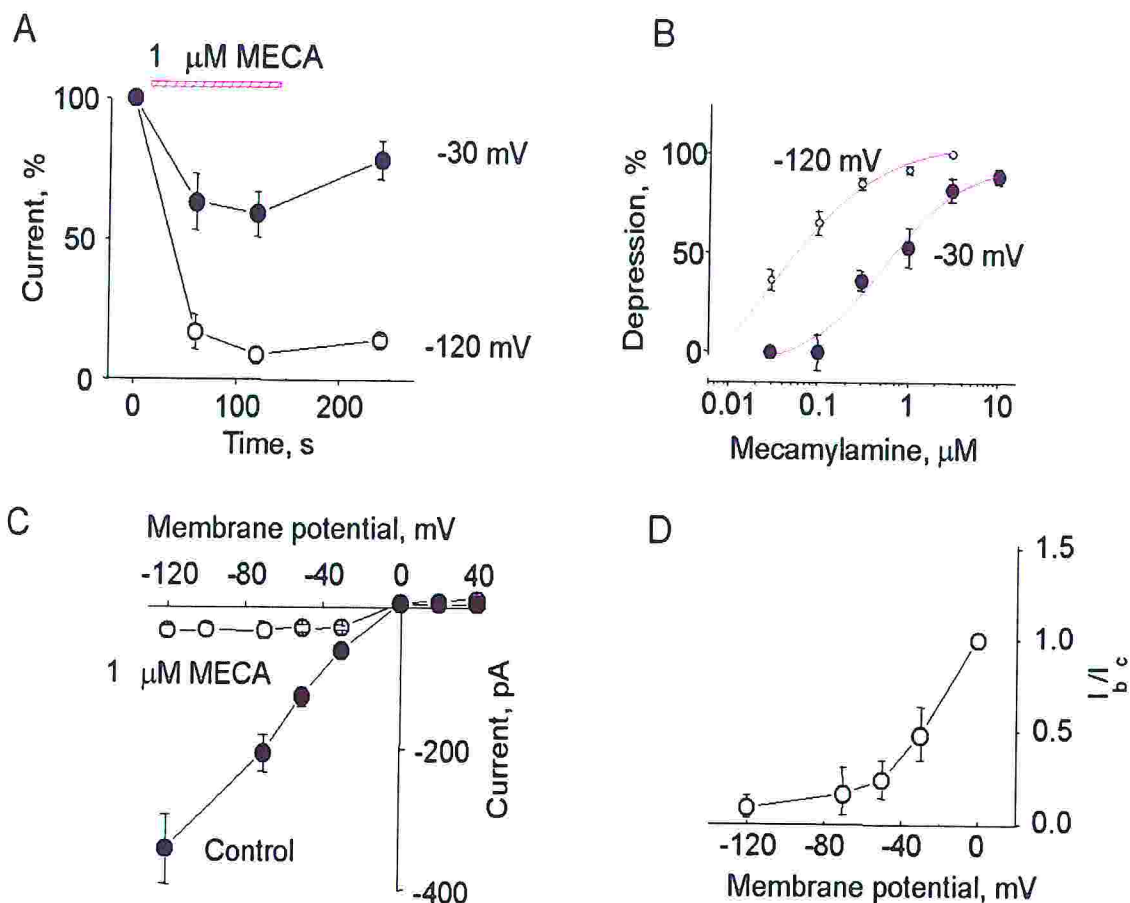 A
1 μM MECA
100
50
0
Current, %
-30 mV
-120 mV
0 100 200
Time, s
B
100
50
0
Depression, %
-120 mV
-30 mV
0.01 0.1 1 10
Mecamylamine, μM
C
Membrane potential, mV
-120 -70 -30 0 40
1 μM MECA
Control
-200
-400
Current, pA
D
1.5
1.0
0.5
0.0
I /I
b c
-120 -80 -40 0
Membrane potential, mV